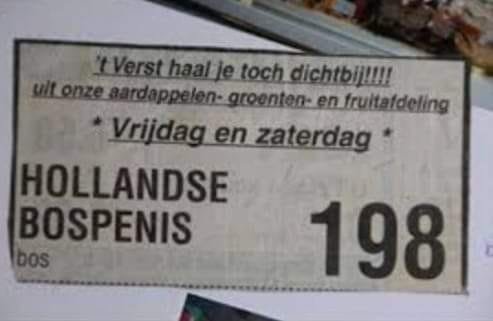 't Verst haal je toch dichtbij!!!!
uit onze aardappelen- groenten- en fruitafdeling
* Vrijdag en zaterdag *
HOLLANDSE
BOSPENIS
bos
198